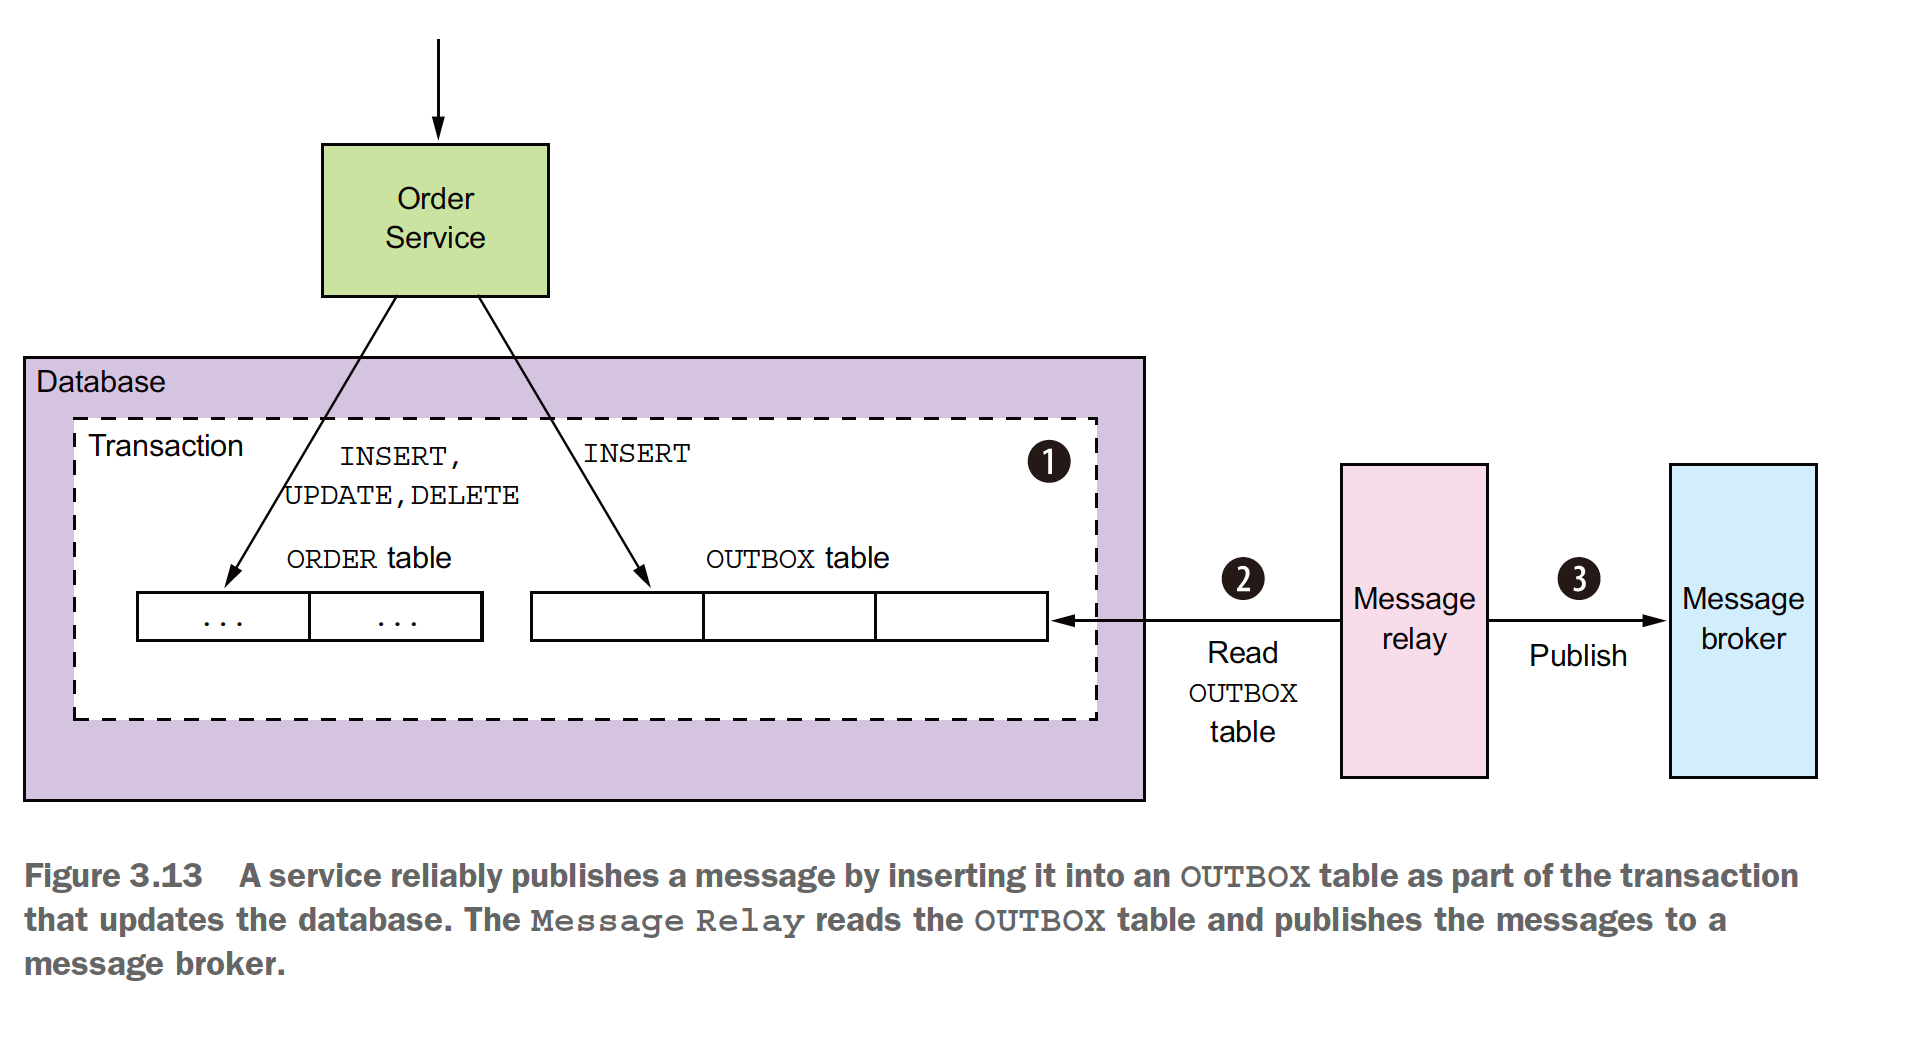 Order
Service
Database
Transaction
INSERT,
UPDATE,DELETE
INSERT
1
ORDER table
OUTBOX table
... ...
2
Read
OUTBOX
table
Message
relay
3
Publish
Message
broker
Figure 3.13 A service reliably publishes a message by inserting it into an OUTBOX table as part of the transaction
that updates the database. The Message Relay reads the OUTBOX table and publishes the messages to a
message broker.